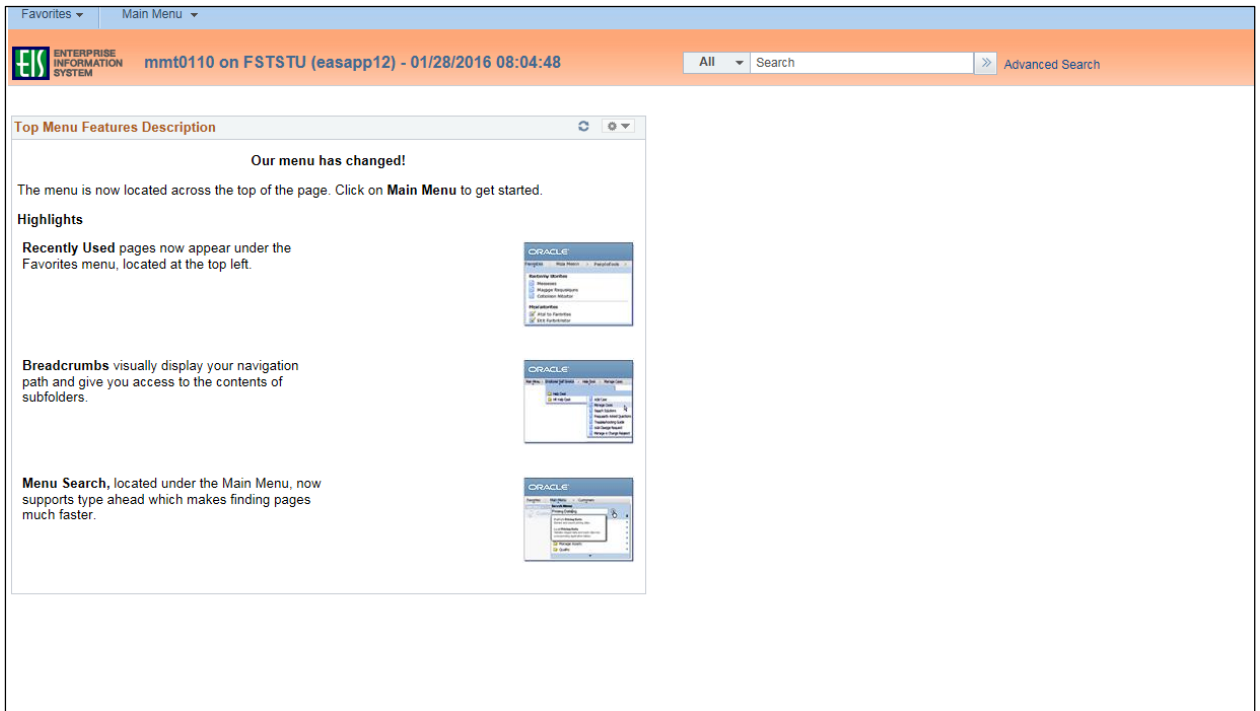 Favorites Main Menu
EIS ENTERPRISE
INFORMATION
SYSTEM
mmt0110 on FSTSTU (easapp12) - 01/28/2016 08:04:48
All Search Advanced Search
Top Menu Features Description
Our menu has changed!
The menu is now located across the top of the page. Click on Main Menu to get started.
Highlights
Recently Used pages now appear under the
Favorites menu, located at the top left.
ORACLE
Breadcrumbs visually display your navigation
path and give you access to the contents of
subfolders.
ORACLE
Menu Search, located under the Main Menu, now
supports type ahead which makes finding pages
much faster.
ORACLE